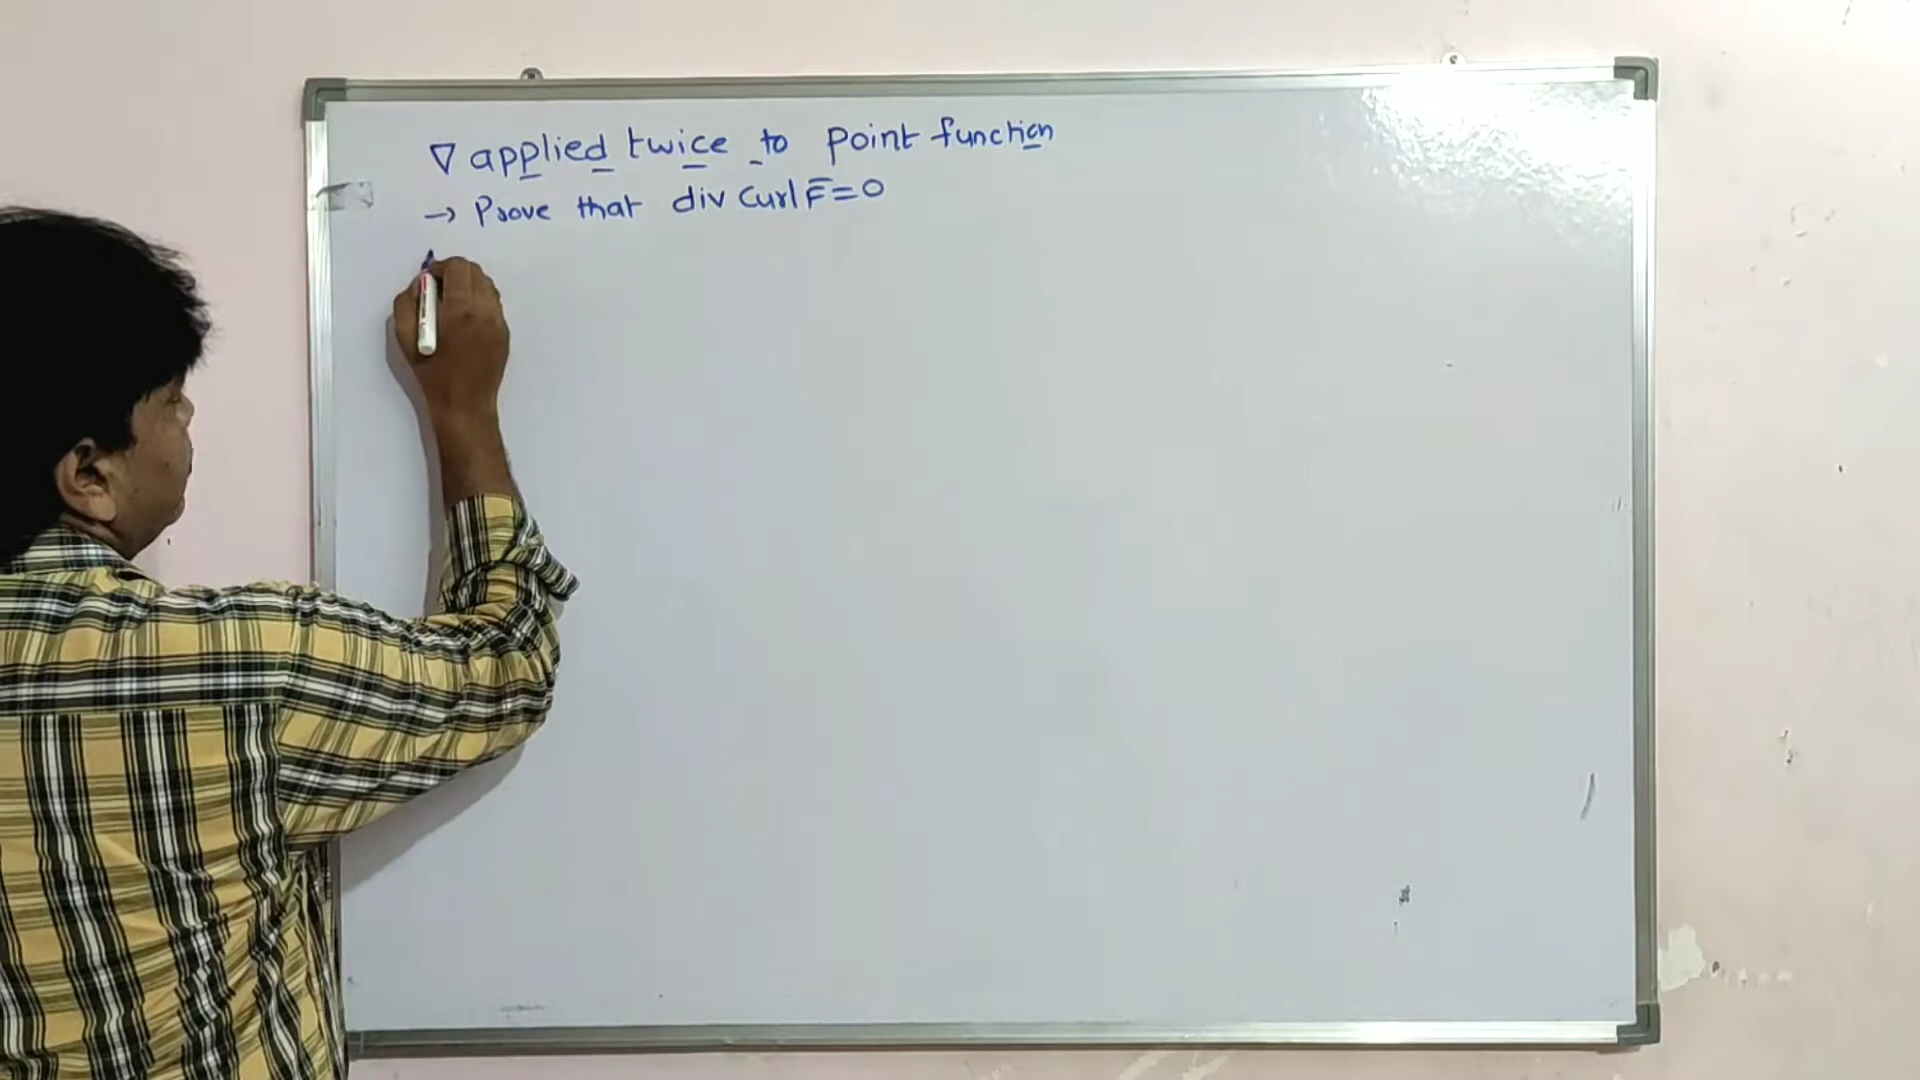 ∇ applied twice to point function
→ Prove that div curl F̅ = 0